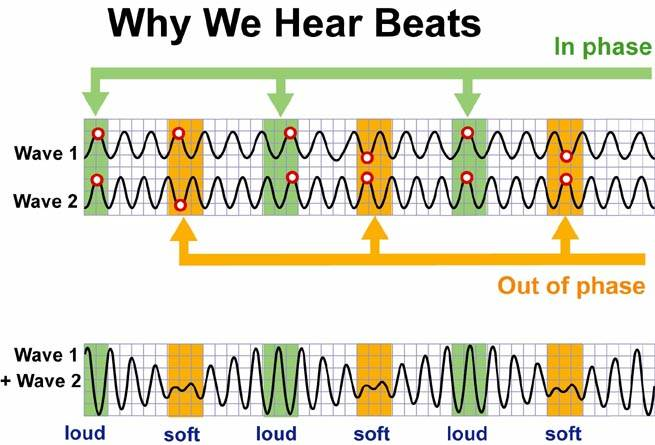 Why We Hear Beats
In phase
Wave 1
Wave 2
Out of phase
Wave 1
+ Wave 2
loud soft loud soft loud soft